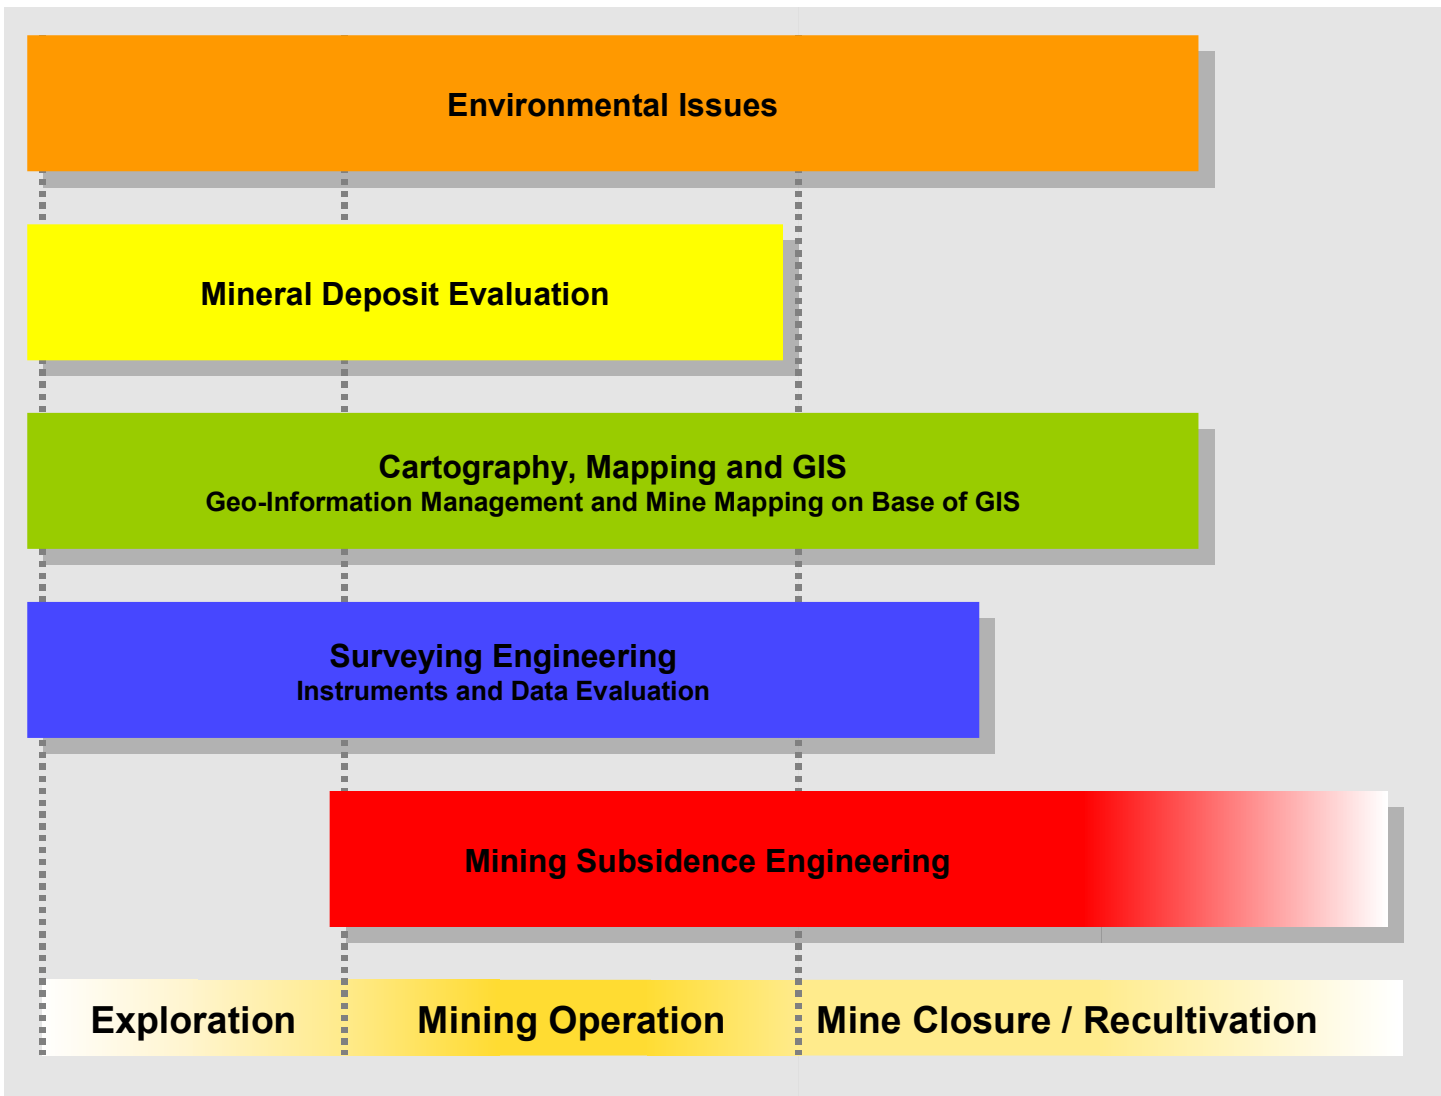 Environmental Issues
Mineral Deposit Evaluation
Cartography, Mapping and GIS
Geo-Information Management and Mine Mapping on Base of GIS
Surveying Engineering
Instruments and Data Evaluation
Mining Subsidence Engineering
Exploration
Mining Operation
Mine Closure / Recultivation